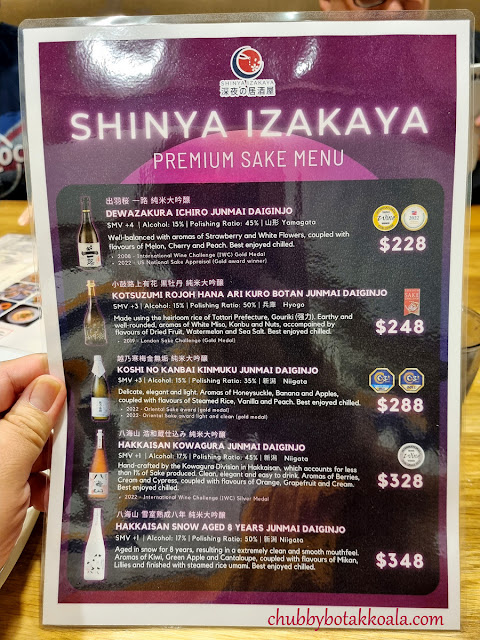 SHINYA IZAKAYA
深夜の居酒屋
SHINYA IZAKAYA
PREMIUM SAKE MENU
出羽桜 一路 純米大吟醸
DEWAZAKURA ICHIRO JUNMAI DAIGINJO
SMV +4 | Alcohol: 15% | Polishing Ratio: 45% | 山形 Yamagata
Well-balanced with aromas of Strawberry and White Flowers, coupled with
flavours of Melon, Cherry and Peach. Best enjoyed chilled.
2008 - International Wine Challenge (IWC) Gold Medal
2022 - US National Sake Appraisal (Gold award winner)
$228
小鼓路上有花 黒牡丹 純米大吟醸
KOTSUZUMI ROJOH HANA ARI KURO BOTAN JUNMAI DAIGINJO
SMV +3 | Alcohol: 15% | Polishing Ratio: 50% | 兵庫 Hyogo
Made using the heirloom rice of Tottori Prefecture, Gouriki (强力). Earthy and
well-rounded, aromas of White Miso, Konbu and Nuts, accompanied by
flavours of Dried Fruit, Watermelon and Sea Salt. Best enjoyed chilled.
2019 - London Sake Challenge (Gold Medal)
$248
越乃寒梅金無垢 純米大吟醸
KOSHI NO KANBAI KINMUKU JUNMAI DAIGINJO
SMV +3 | Alcohol: 15% | Polishing Ratio: 35% | 新潟 Niigata
Delicate, elegant and light. Aromas of Honeysuckle, Banana and Apples,
coupled with flavours of Steamed Rice, Vanilla and Peach. Best enjoyed chilled.
2022 - Oriental Sake award (gold medal)
2022 - Oriental Sake award light and clean (gold medal)
$288
八海山 浩和蔵仕込み 純米大吟醸
HAKKAISAN KOWAGURA JUNMAI DAIGINJO
SMV +1 | Alcohol: 17% | Polishing Ratio: 45% | 新潟 Niigata
Hand-crafted by the Kowagura Division in Hakkaisan, which accounts for less
than 1% of Sake produced. Clean, elegant and easy to drink. Aromas of Berries,
Cream and Cypress, coupled with flavours of Orange, Grapefruit and Cream.
Best enjoyed chilled.
2022 - International Wine Challenge (IWC) Silver Medal
$328
八海山 雪室熟成八年 純米大吟醸
HAKKAISAN SNOW AGED 8 YEARS JUNMAI DAIGINJO
SMV +1 | Alcohol: 17% | Polishing Ratio: 50% | 新潟 Niigata
Aged in snow for 8 years, resulting in a extremely clean and smooth mouthfeel.
Aromas of Kiwi, Green Apple and Cantaloupe, coupled with flavours of Mikan,
Lillies and finished with steamed rice umami. Best enjoyed chilled.
$348
chubbybotakkoala.com